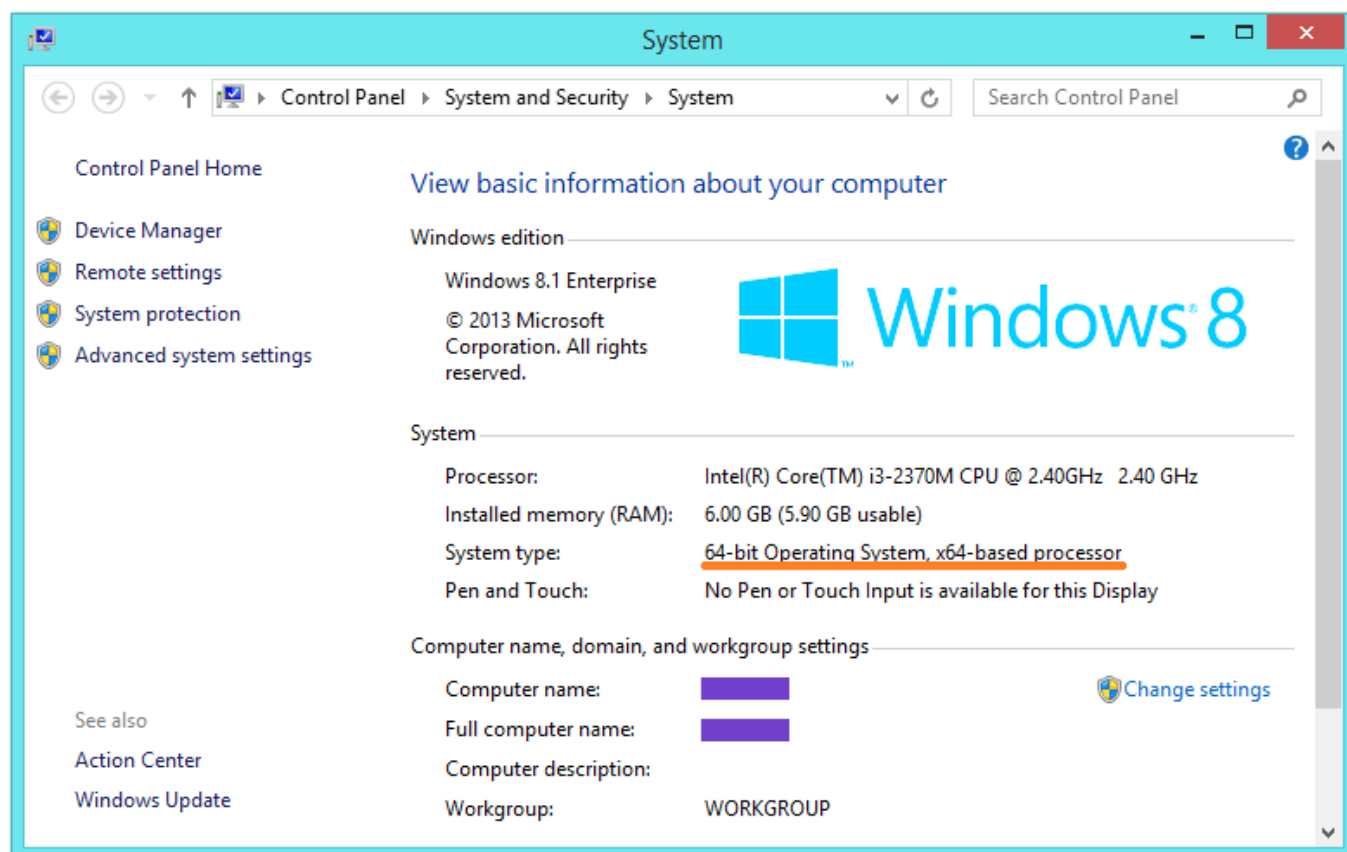 System
Control Panel System and Security System
Search Control Panel
Control Panel Home
Device Manager
Remote settings
System protection
Advanced system settings
See also
Action Center
Windows Update
View basic information about your computer
Windows edition
Windows 8.1 Enterprise
© 2013 Microsoft
Corporation. All rights
reserved.
Windows® 8
TM
System
Processor: Intel(R) Core(TM) i3-2370M CPU @ 2.40GHz 2.40 GHz
Installed memory (RAM): 6.00 GB (5.90 GB usable)
System type: 64-bit Operating System, x64-based processor
Pen and Touch: No Pen or Touch Input is available for this Display
Computer name, domain, and workgroup settings
Computer name: Change settings
Full computer name:
Computer description:
Workgroup: WORKGROUP